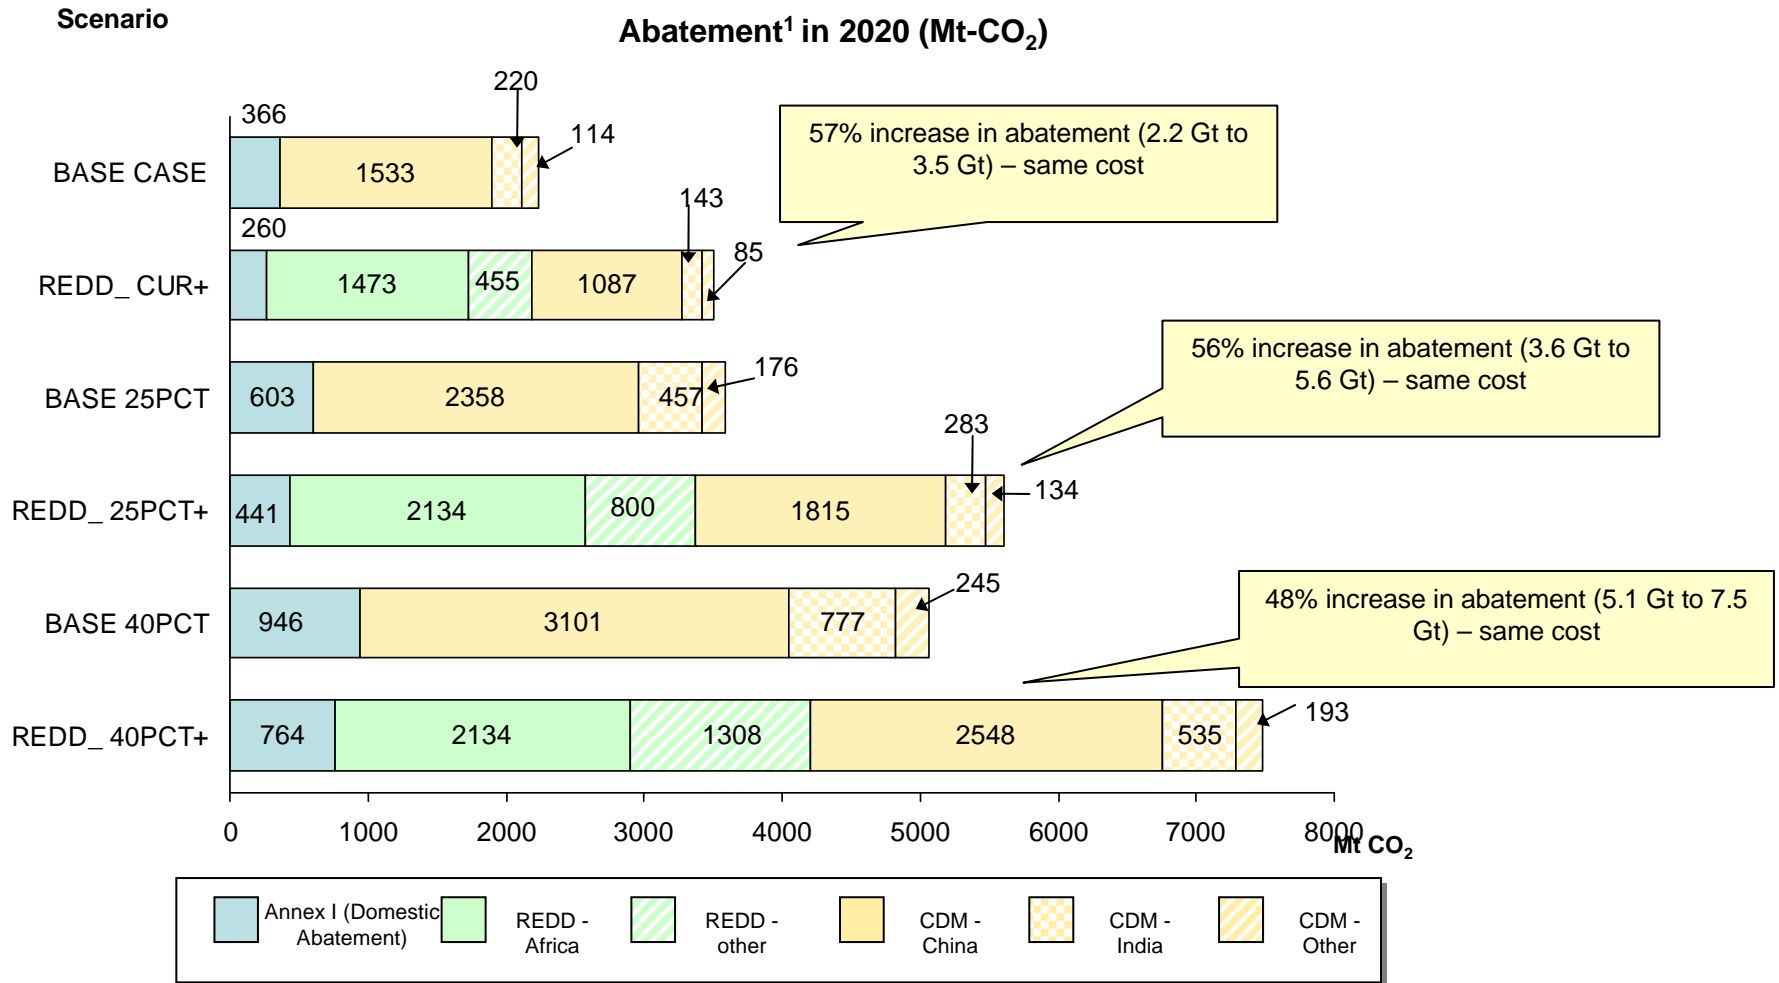 Scenario
Abatement¹ in 2020 (Mt-CO₂)
220
366
114
BASE CASE
1533
57% increase in abatement (2.2 Gt to
3.5 Gt) – same cost
143
260
85
REDD_ CUR+
1473
455
1087
176
BASE 25PCT
603
2358
457
56% increase in abatement (3.6 Gt to
5.6 Gt) – same cost
283
134
REDD_ 25PCT+
441
2134
800
1815
245
BASE 40PCT
946
3101
777
48% increase in abatement (5.1 Gt to 7.5
Gt) – same cost
193
REDD_ 40PCT+
764
2134
1308
2548
535
0
1000
2000
3000
4000
5000
6000
7000
8000
Mt CO₂
Annex I (Domestic
Abatement)
REDD -
Africa
REDD -
other
CDM -
China
CDM -
India
CDM -
Other